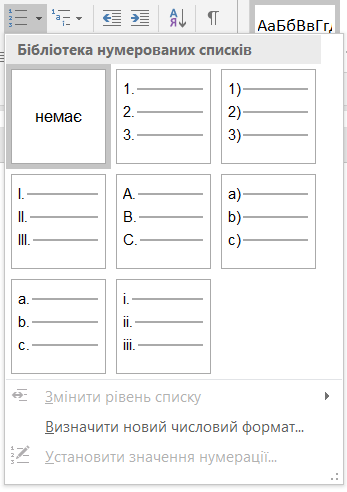 АаБбВвГг
Бібліотека нумерованих списків
немає
1.
2.
3.
1)
2)
3)
I.
II.
III.
A.
B.
C.
a)
b)
c)
a.
b.
c.
i.
ii.
iii.
Змінити рівень списку
Визначити новий числовий формат...
Установити значення нумерації...